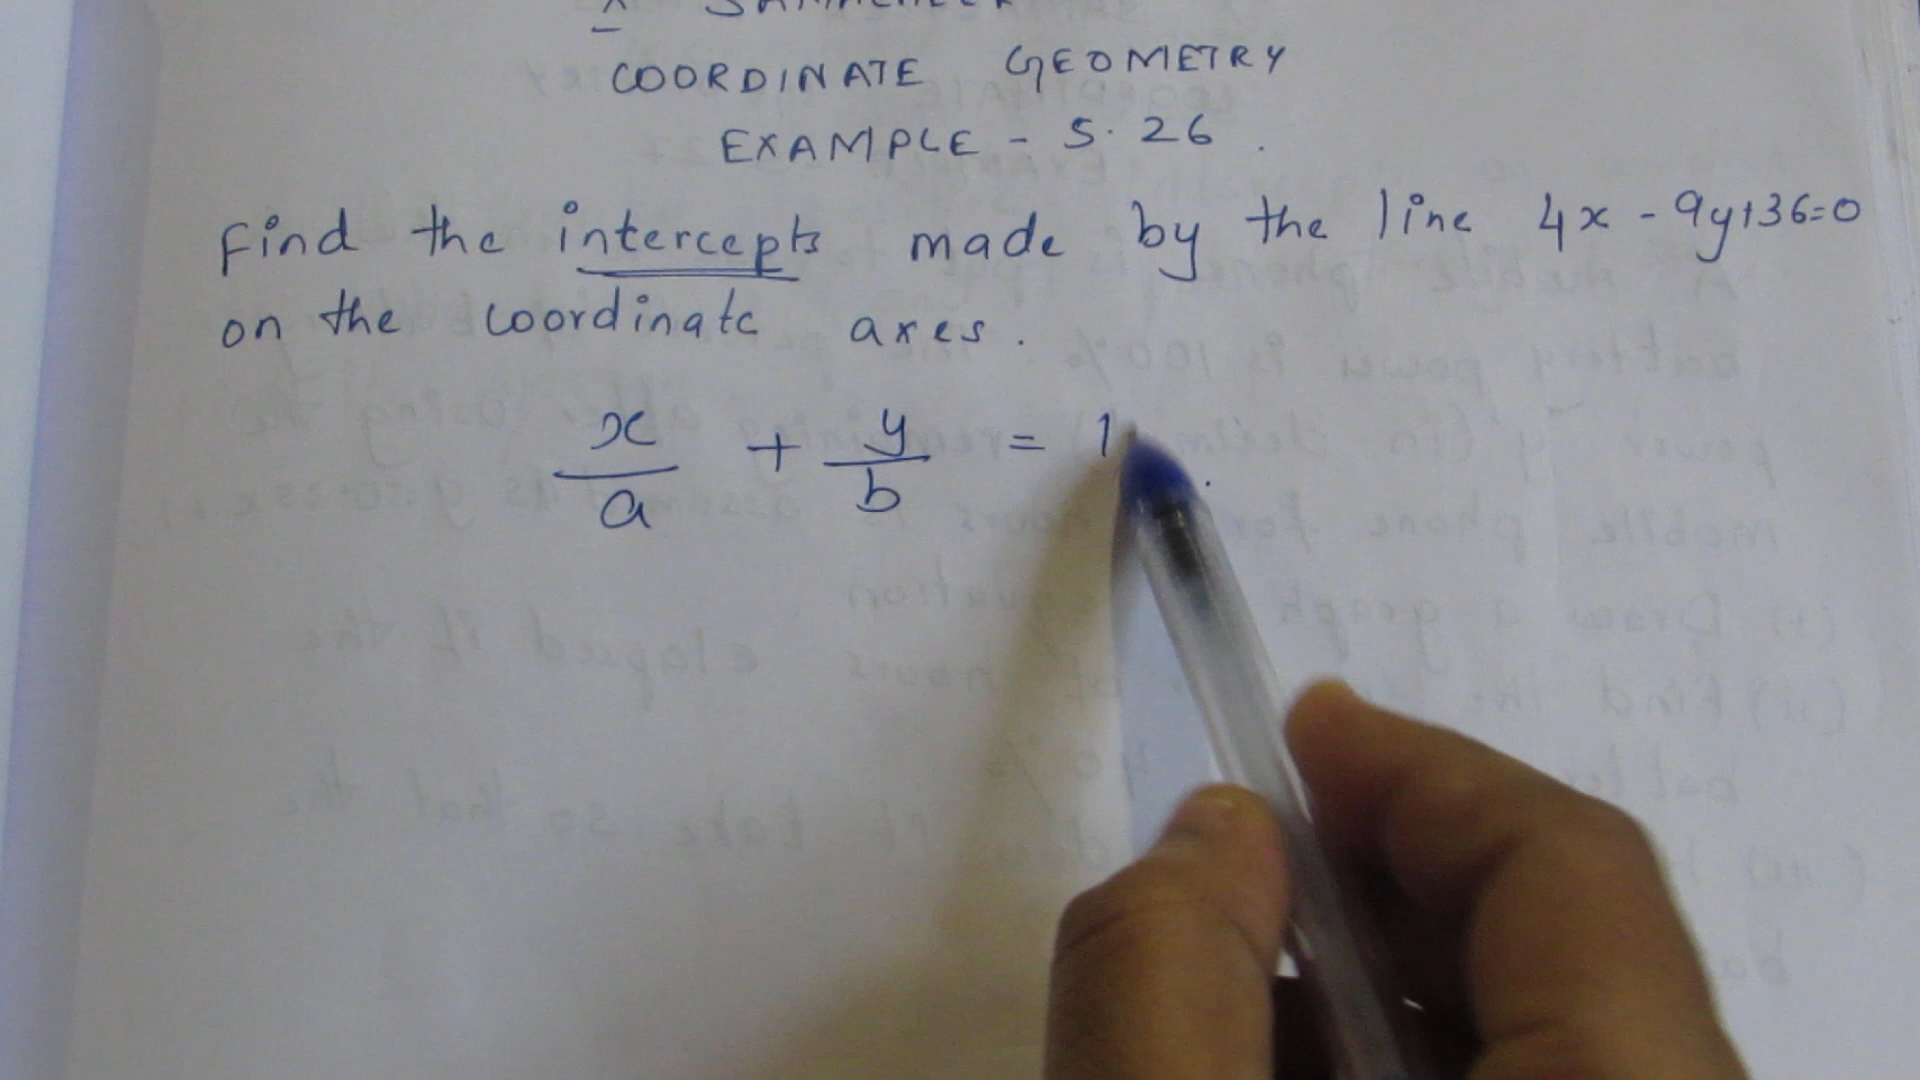 COORDINATE GEOMETRY
EXAMPLE - 5.26.
Find the intercepts made by the line 4x - 9y+36=0
on the coordinate axes.
x/a + y/b = 1